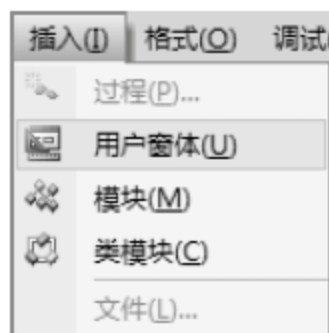 插入(I) 格式(O) 调试
过程(P)...
用户窗体(U)
模块(M)
类模块(C)
文件(L)...